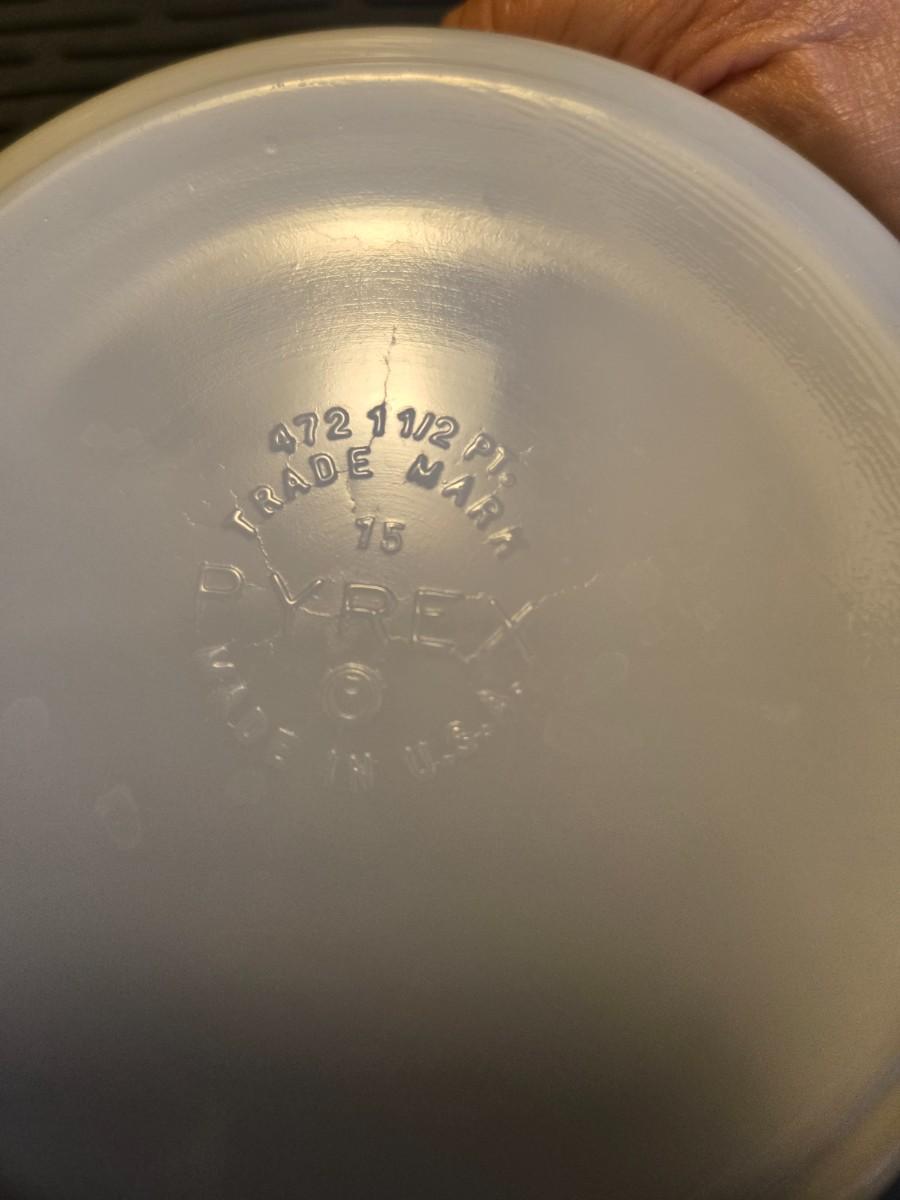 472 1 1/2 PT.
TRADE MARK
15
PYREX
©
MADE IN U.S.A.